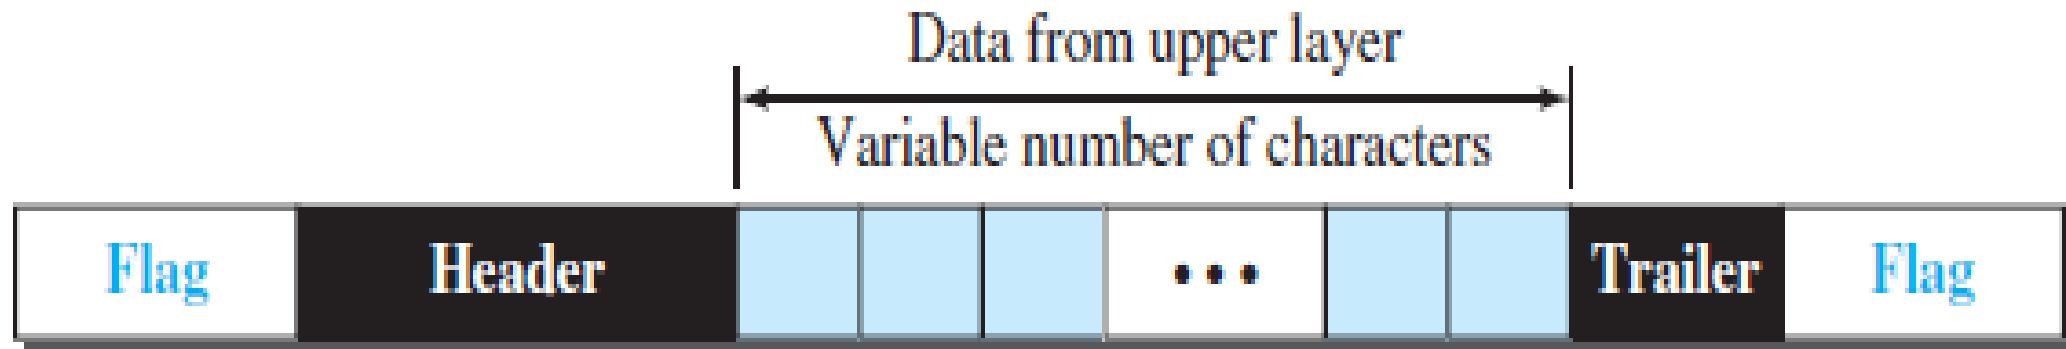 Data from upper layer
Variable number of characters
Flag Header ••• Trailer Flag